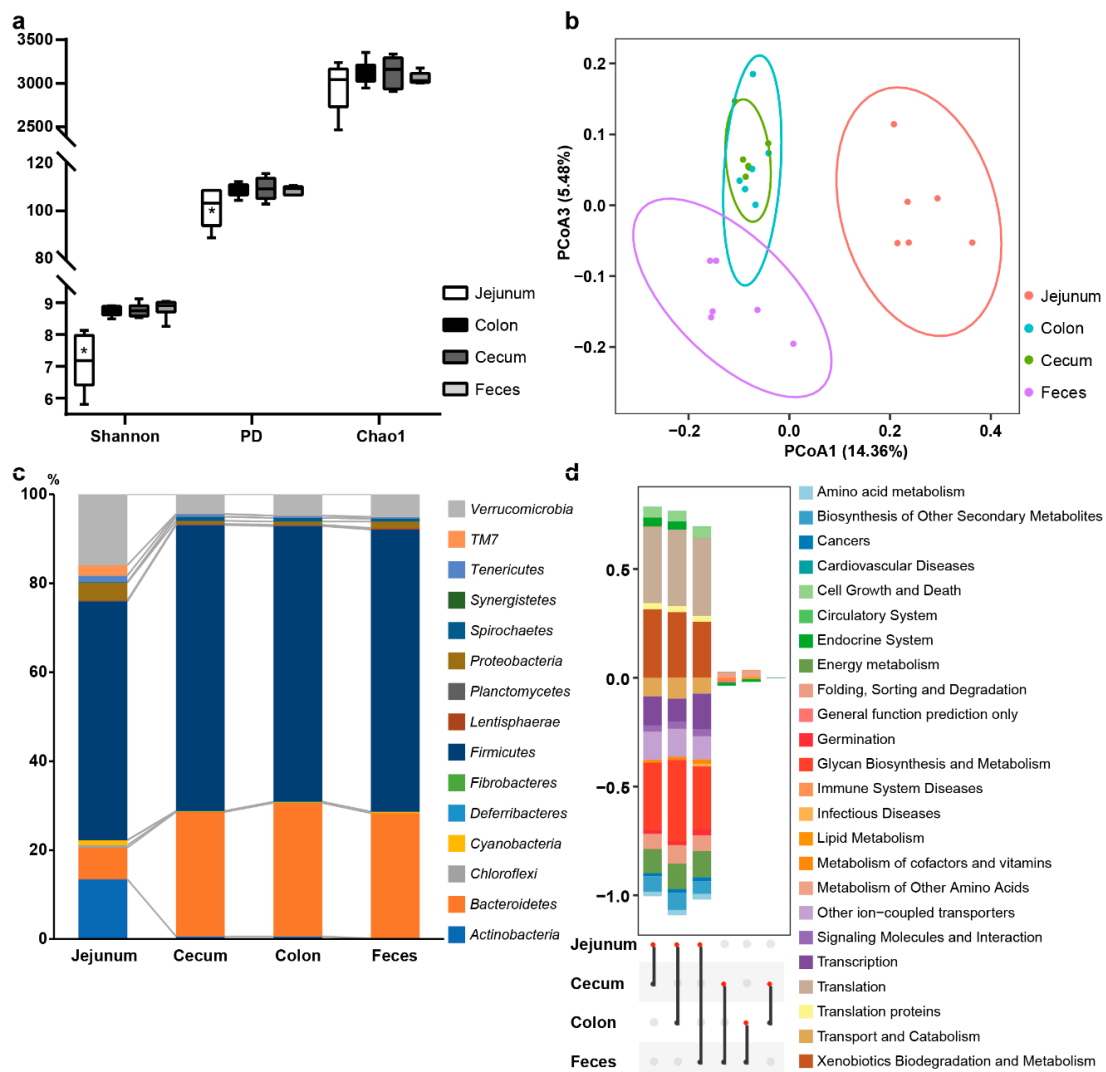 a
3500
3000
2500
120
100
80
9
8
7
6
*
*
Jejunum
Colon
Cecum
Feces
Shannon PD Chao1
b
0.2
0.1
0.0
−0.1
−0.2
PCoA3 (5.48%)
−0.2 0.0 0.2 0.4
PCoA1 (14.36%)
Jejunum
Colon
Cecum
Feces
c
%
100
80
60
40
20
0
Jejunum Cecum Colon Feces
Verrucomicrobia
TM7
Tenericutes
Synergistetes
Spirochaetes
Proteobacteria
Planctomycetes
Lentisphaerae
Firmicutes
Fibrobacteres
Deferribacteres
Cyanobacteria
Chloroflexi
Bacteroidetes
Actinobacteria
d
0.5
0.0
−0.5
−1.0
Jejunum
Cecum
Colon
Feces
Amino acid metabolism
Biosynthesis of Other Secondary Metabolites
Cancers
Cardiovascular Diseases
Cell Growth and Death
Circulatory System
Endocrine System
Energy metabolism
Folding, Sorting and Degradation
General function prediction only
Germination
Glycan Biosynthesis and Metabolism
Immune System Diseases
Infectious Diseases
Lipid Metabolism
Metabolism of cofactors and vitamins
Metabolism of Other Amino Acids
Other ion−coupled transporters
Signaling Molecules and Interaction
Transcription
Translation
Translation proteins
Transport and Catabolism
Xenobiotics Biodegradation and Metabolism